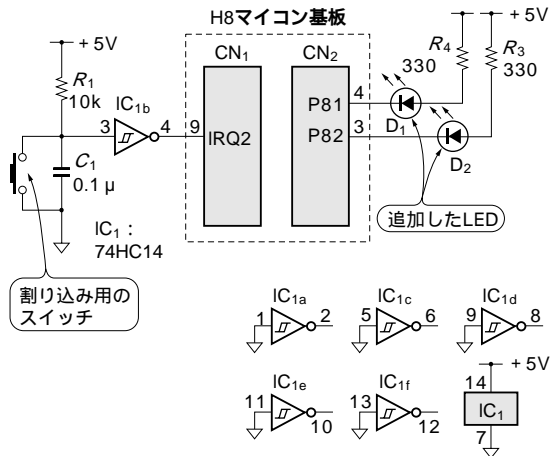 H8マイコン基板
+5V
R1
10k
IC1b
3
4
C1
0.1μ
IC1:
74HC14
割り込み用の
スイッチ
CN1
9
IRQ2
CN2
P81
4
P82
3
+5V
+5V
R4
330
R3
330
D1
D2
追加したLED
IC1a
1
2
IC1c
5
6
IC1d
9
8
IC1e
11
10
IC1f
13
12
+5V
14
IC1
7